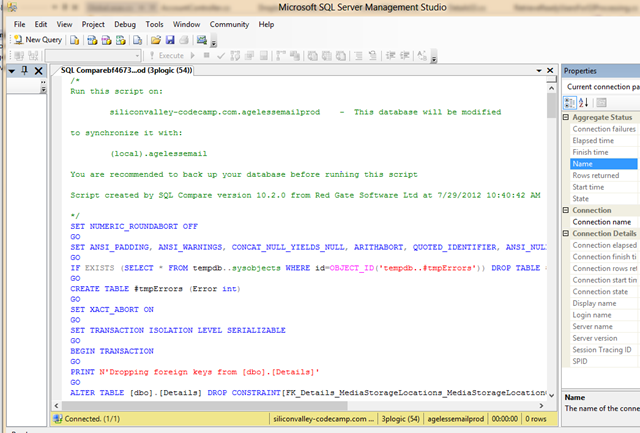 Microsoft SQL Server Management Studio
File Edit View Project Debug Tools Window Community Help
New Query
Execute
SQL Comparebf4673...od (3plogic (54))
/*
Run this script on:
siliconvalley-codecamp.com.agelessemailprod - This database will be modified
to synchronize it with:
(local).agelessemail
You are recommended to back up your database before running this script
Script created by SQL Compare version 10.2.0 from Red Gate Software Ltd at 7/29/2012 10:40:42 AM
*/
SET NUMERIC_ROUNDABORT OFF
GO
SET ANSI_PADDING, ANSI_WARNINGS, CONCAT_NULL_YIELDS_NULL, ARITHABORT, QUOTED_IDENTIFIER, ANSI_NUL
GO
IF EXISTS (SELECT * FROM tempdb..sysobjects WHERE id=OBJECT_ID('tempdb..#tmpErrors')) DROP TABLE
GO
CREATE TABLE #tmpErrors (Error int)
GO
SET XACT_ABORT ON
GO
SET TRANSACTION ISOLATION LEVEL SERIALIZABLE
GO
BEGIN TRANSACTION
GO
PRINT N'Dropping foreign keys from [dbo].[Details]'
GO
ALTER TABLE [dbo].[Details] DROP CONSTRAINT[FK_Details_MediaStorageLocations_MediaStorageLocation
GO
Connected. (1/1) siliconvalley-codecamp.com ... 3plogic (54) agelessemailprod 00:00:00 0 rows
Properties
Current connection pa
Aggregate Status
Connection failures
Elapsed time
Finish time
Name
Rows returned
Start time
State
Connection
Connection name
Connection Details
Connection elapsed
Connection finish ti
Connection rows ret
Connection start tim
Connection state
Display name
Login name
Server name
Server version
Session Tracing ID
SPID
Name
The name of the conne